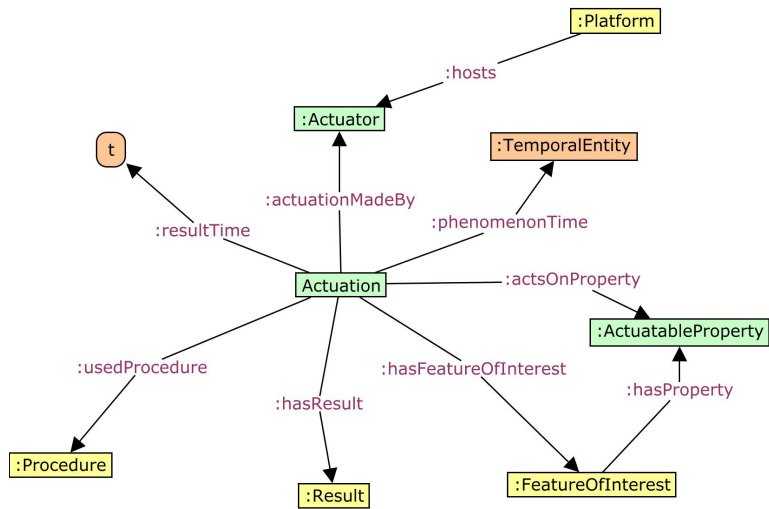 :Platform
:hosts
:Actuator
t
:TemporalEntity
:actuationMadeBy
:phenomenonTime
:resultTime
Actuation
:actsOnProperty
:ActuatableProperty
:usedProcedure
:hasFeatureOfInterest
:hasProperty
:hasResult
:Procedure
:FeatureOfInterest
:Result